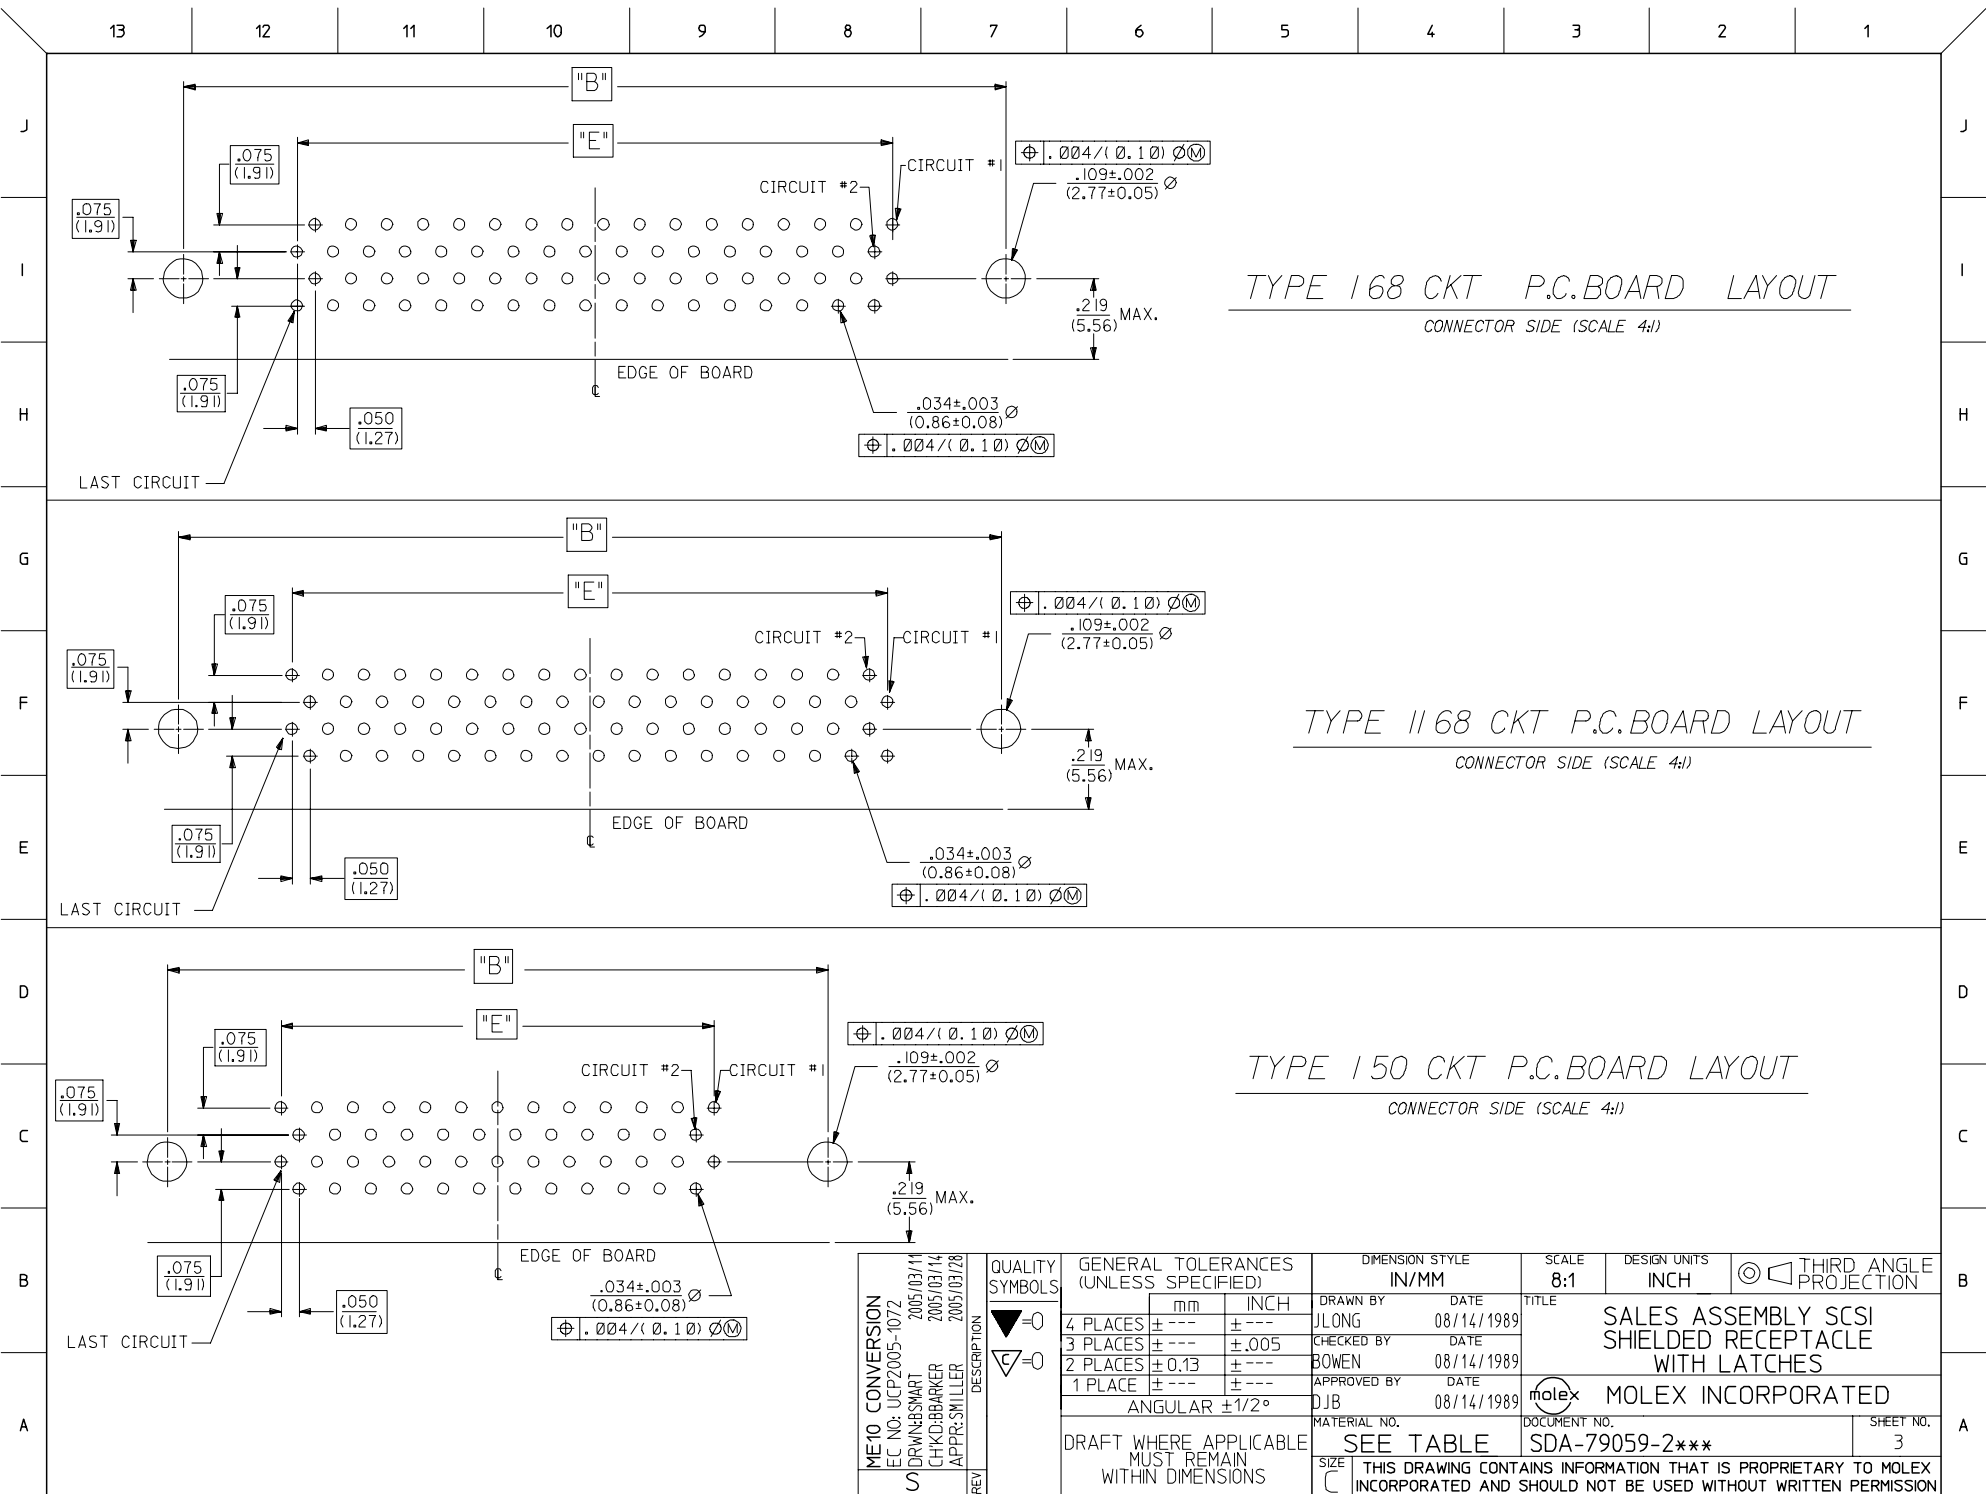 13 12 11 10 9 8 7 6 5 4 3 2 1
J J
I I
H H
G G
F F
E E
D D
C C
B B
A A
"B"
"E"
.075
(1.91)
.075
(1.91)
CIRCUIT #1
CIRCUIT #2
.004/(0.10) Ø Ⓜ
.109±.002
(2.77±0.05) Ø
.219
(5.56) MAX.
EDGE OF BOARD
℄
.075
(1.91)
.050
(1.27)
.034±.003
(0.86±0.08) Ø
.004/(0.10) Ø Ⓜ
LAST CIRCUIT
TYPE I 68 CKT P.C. BOARD LAYOUT
CONNECTOR SIDE (SCALE 4:1)
"B"
"E"
.075
(1.91)
.075
(1.91)
CIRCUIT #2
CIRCUIT #1
.004/(0.10) Ø Ⓜ
.109±.002
(2.77±0.05) Ø
.219
(5.56) MAX.
EDGE OF BOARD
℄
.075
(1.91)
.050
(1.27)
.034±.003
(0.86±0.08) Ø
.004/(0.10) Ø Ⓜ
LAST CIRCUIT
TYPE II 68 CKT P.C. BOARD LAYOUT
CONNECTOR SIDE (SCALE 4:1)
"B"
"E"
.075
(1.91)
.075
(1.91)
CIRCUIT #2
CIRCUIT #1
.004/(0.10) Ø Ⓜ
.109±.002
(2.77±0.05) Ø
.219
(5.56) MAX.
EDGE OF BOARD
℄
.075
(1.91)
.050
(1.27)
.034±.003
(0.86±0.08) Ø
.004/(0.10) Ø Ⓜ
LAST CIRCUIT
TYPE I 50 CKT P.C. BOARD LAYOUT
CONNECTOR SIDE (SCALE 4:1)
ME10 CONVERSION
EC NO: UCP2005-1072
DRWN:BSMART 2005/03/11
CH'KD:BBARKER 2005/03/14
APPR:SMILLER 2005/03/28
DESCRIPTION
S
REV
QUALITY
SYMBOLS
=0
C =0
GENERAL TOLERANCES
(UNLESS SPECIFIED)
mm INCH
4 PLACES ± --- ± ---
3 PLACES ± --- ±.005
2 PLACES ± 0.13 ± ---
1 PLACE ± --- ± ---
ANGULAR ±1/2°
DRAFT WHERE APPLICABLE
MUST REMAIN
WITHIN DIMENSIONS
DIMENSION STYLE
IN/MM
SCALE
8:1
DESIGN UNITS
INCH
THIRD ANGLE
PROJECTION
DRAWN BY DATE
JLONG 08/14/1989
CHECKED BY DATE
BOWEN 08/14/1989
APPROVED BY DATE
DJB 08/14/1989
TITLE
SALES ASSEMBLY SCSI
SHIELDED RECEPTACLE
WITH LATCHES
molex MOLEX INCORPORATED
MATERIAL NO.
SEE TABLE
DOCUMENT NO.
SDA-79059-2***
SHEET NO.
3
SIZE
C
THIS DRAWING CONTAINS INFORMATION THAT IS PROPRIETARY TO MOLEX
INCORPORATED AND SHOULD NOT BE USED WITHOUT WRITTEN PERMISSION